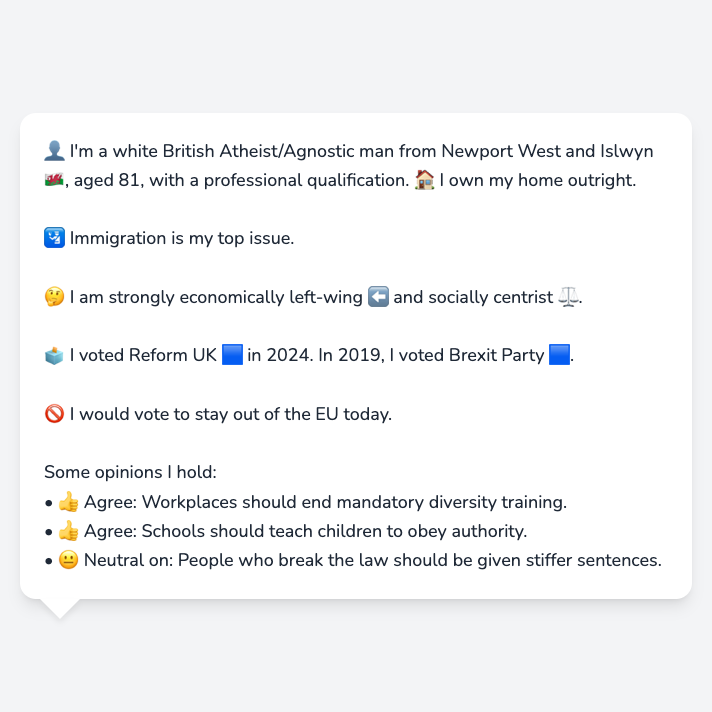 👤 I'm a white British Atheist/Agnostic man from Newport West and Islwyn
🏴󠁧󠁢󠁷󠁬󠁳󠁿, aged 81, with a professional qualification. 🏠 I own my home outright.
🛂 Immigration is my top issue.
🤔 I am strongly economically left-wing ⬅️ and socially centrist ⚖️.
🗳️ I voted Reform UK 🟦 in 2024. In 2019, I voted Brexit Party 🟦.
🚫 I would vote to stay out of the EU today.
Some opinions I hold:
• 👍 Agree: Workplaces should end mandatory diversity training.
• 👍 Agree: Schools should teach children to obey authority.
• 😐 Neutral on: People who break the law should be given stiffer sentences.